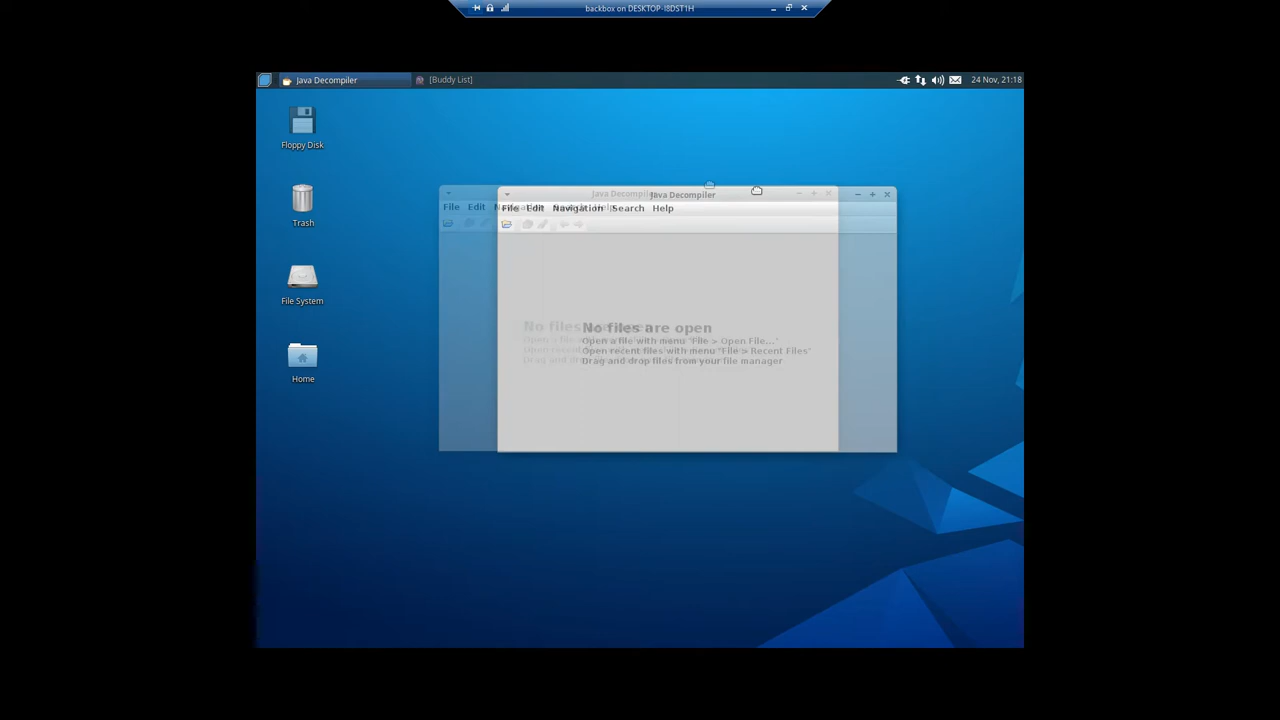 backbox on DESKTOP-I8DST1H
Java Decompiler
[Buddy List]
24 Nov, 21:18
Floppy Disk
Trash
File System
Home
Java Decompiler
File Edit Navigation Search Help
No files are open
Open a file with menu "File > Open File..."
Open recent files with menu "File > Recent Files"
Drag and drop files from your file manager
File Edit